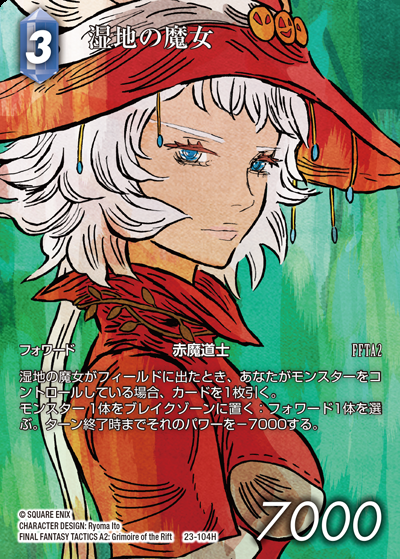 3
湿地の魔女
フォワード 赤魔道士 FFTA2
湿地の魔女がフィールドに出たとき、あなたがモンスターをコ
ントロールしている場合、カードを1枚引く。
モンスター1体をブレイクゾーンに置く：フォワード1体を選
ぶ。ターン終了時までそれのパワーを－7000する。
© SQUARE ENIX
CHARACTER DESIGN: Ryoma Ito
FINAL FANTASY TACTICS A2: Grimoire of the Rift 23-104H
7000